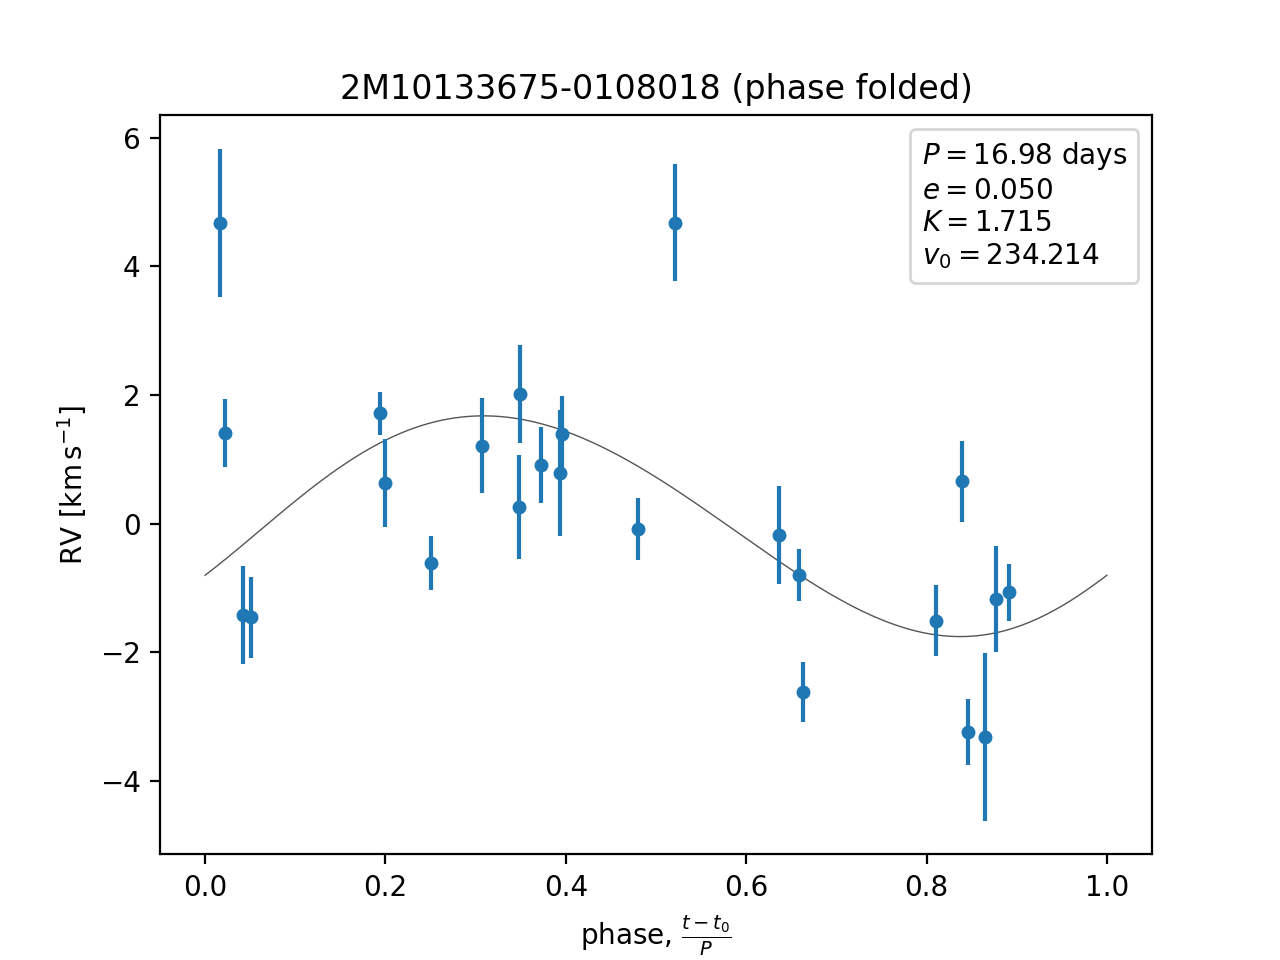 2M10133675-0108018 (phase folded)
P = 16.98 days
e = 0.050
K = 1.715
v₀ = 234.214
RV [km s⁻¹]
6
4
2
0
−2
−4
0.0 0.2 0.4 0.6 0.8 1.0
phase, (t − t₀)/P